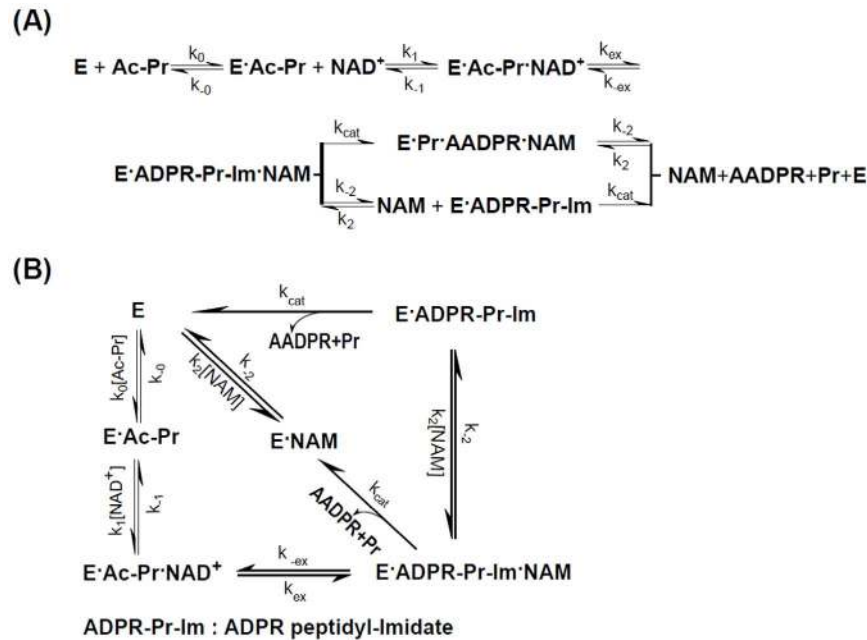 (A)
k0
k-0
k1
k-1
kex
k-ex
E + Ac-Pr E·Ac-Pr + NAD+ E·Ac-Pr·NAD+
kcat
E·Pr·AADPR·NAM
k-2
k2
E·ADPR-Pr-Im·NAM
NAM+AADPR+Pr+E
k-2
k2
NAM + E·ADPR-Pr-Im
kcat
(B)
E
kcat
E·ADPR-Pr-Im
AADPR+Pr
k0[Ac-Pr]
k-0
k-2
k2[NAM]
E·Ac-Pr
E·NAM
k2[NAM]
k-2
k1[NAD+]
k-1
kcat
AADPR+Pr
E·Ac-Pr·NAD+
k-ex
kex
E·ADPR-Pr-Im·NAM
ADPR-Pr-Im : ADPR peptidyl-Imidate